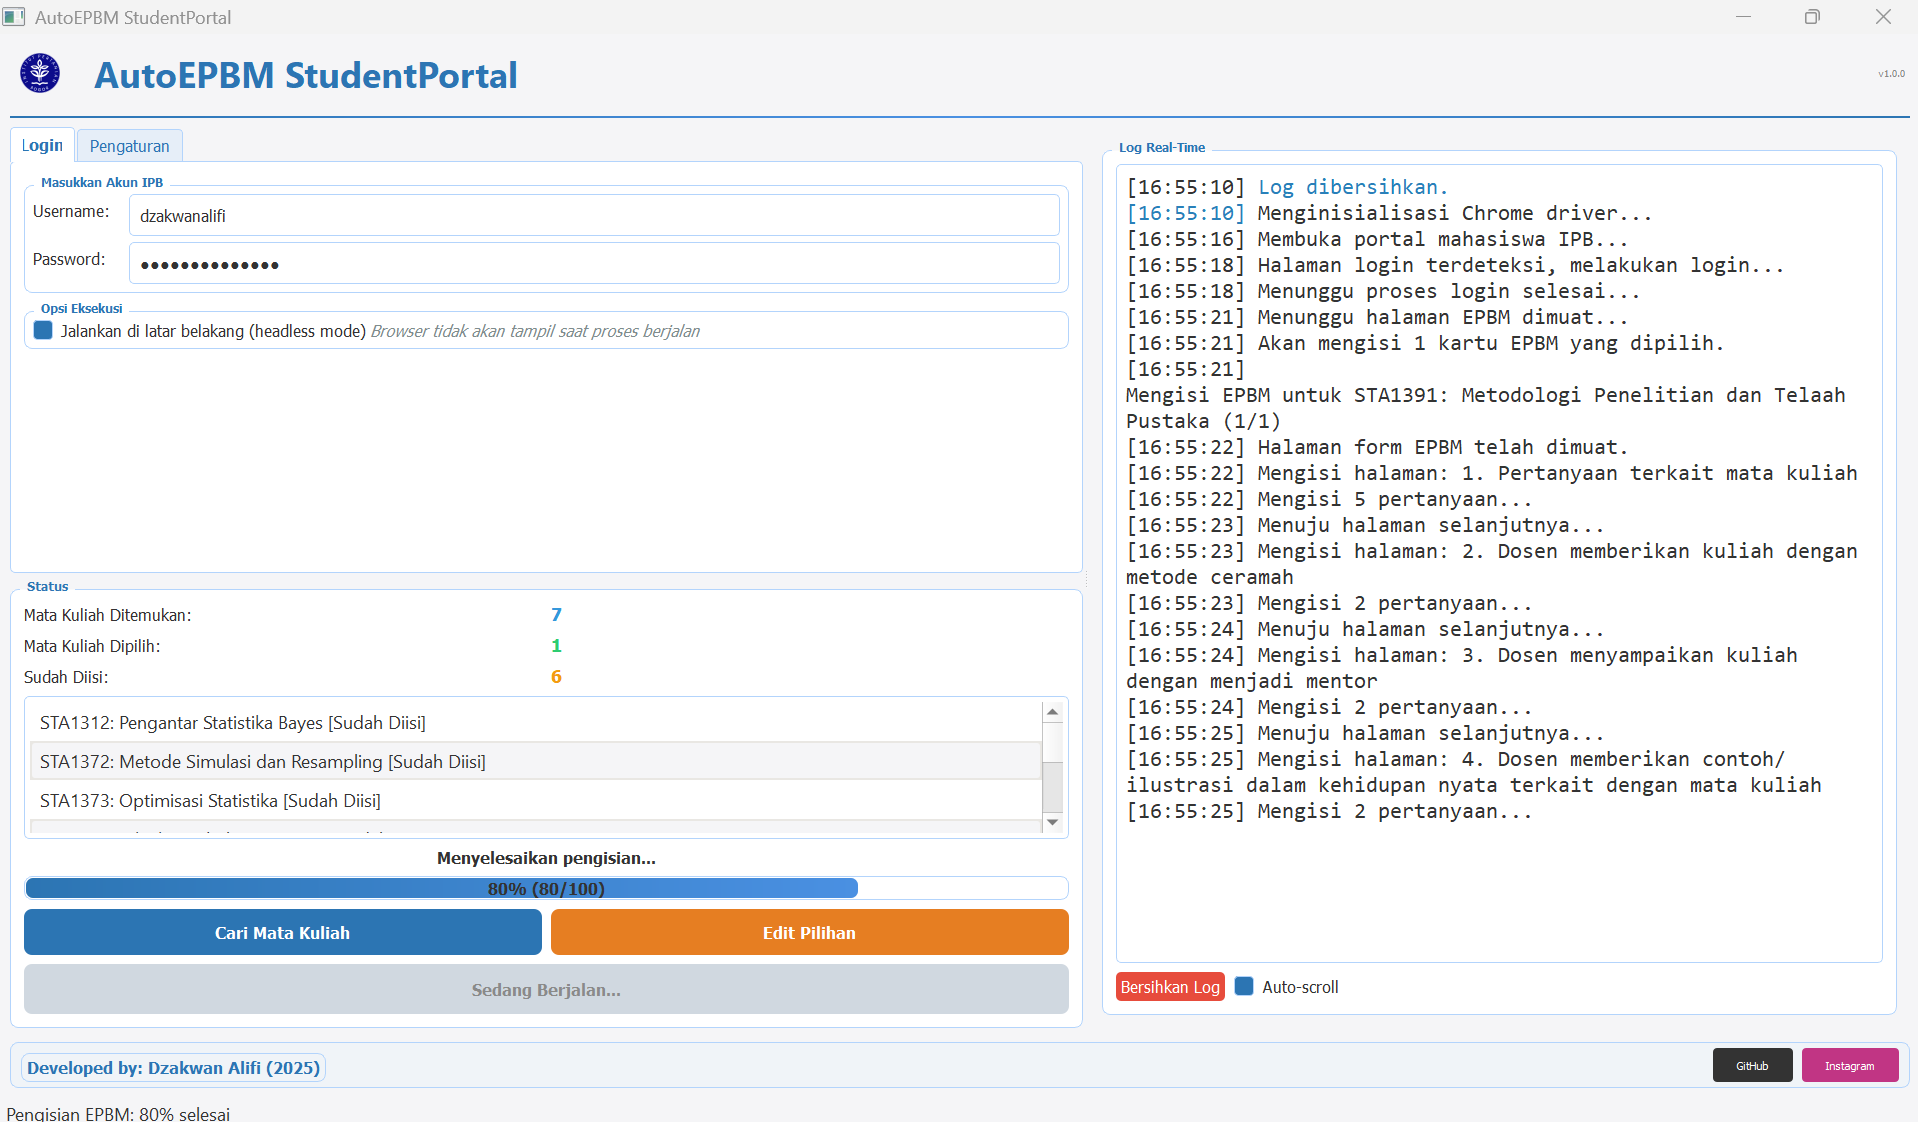 AutoEPBM StudentPortal
AutoEPBM StudentPortal
v1.0.0
Login
Pengaturan
Masukkan Akun IPB
Username:
dzakwanalifi
Password:
●●●●●●●●●●●●●●
Opsi Eksekusi
Jalankan di latar belakang (headless mode) Browser tidak akan tampil saat proses berjalan
Status
Mata Kuliah Ditemukan: 7
Mata Kuliah Dipilih: 1
Sudah Diisi: 6
STA1312: Pengantar Statistika Bayes [Sudah Diisi]
STA1372: Metode Simulasi dan Resampling [Sudah Diisi]
STA1373: Optimisasi Statistika [Sudah Diisi]
Menyelesaikan pengisian...
80% (80/100)
Cari Mata Kuliah
Edit Pilihan
Sedang Berjalan...
Log Real-Time
[16:55:10] Log dibersihkan.
[16:55:10] Menginisialisasi Chrome driver...
[16:55:16] Membuka portal mahasiswa IPB...
[16:55:18] Halaman login terdeteksi, melakukan login...
[16:55:18] Menunggu proses login selesai...
[16:55:21] Menunggu halaman EPBM dimuat...
[16:55:21] Akan mengisi 1 kartu EPBM yang dipilih.
[16:55:21]
Mengisi EPBM untuk STA1391: Metodologi Penelitian dan Telaah
Pustaka (1/1)
[16:55:22] Halaman form EPBM telah dimuat.
[16:55:22] Mengisi halaman: 1. Pertanyaan terkait mata kuliah
[16:55:22] Mengisi 5 pertanyaan...
[16:55:23] Menuju halaman selanjutnya...
[16:55:23] Mengisi halaman: 2. Dosen memberikan kuliah dengan
metode ceramah
[16:55:23] Mengisi 2 pertanyaan...
[16:55:24] Menuju halaman selanjutnya...
[16:55:24] Mengisi halaman: 3. Dosen menyampaikan kuliah
dengan menjadi mentor
[16:55:24] Mengisi 2 pertanyaan...
[16:55:25] Menuju halaman selanjutnya...
[16:55:25] Mengisi halaman: 4. Dosen memberikan contoh/
ilustrasi dalam kehidupan nyata terkait dengan mata kuliah
[16:55:25] Mengisi 2 pertanyaan...
Bersihkan Log
Auto-scroll
Developed by: Dzakwan Alifi (2025)
GitHub
Instagram
Pengisian EPBM: 80% selesai